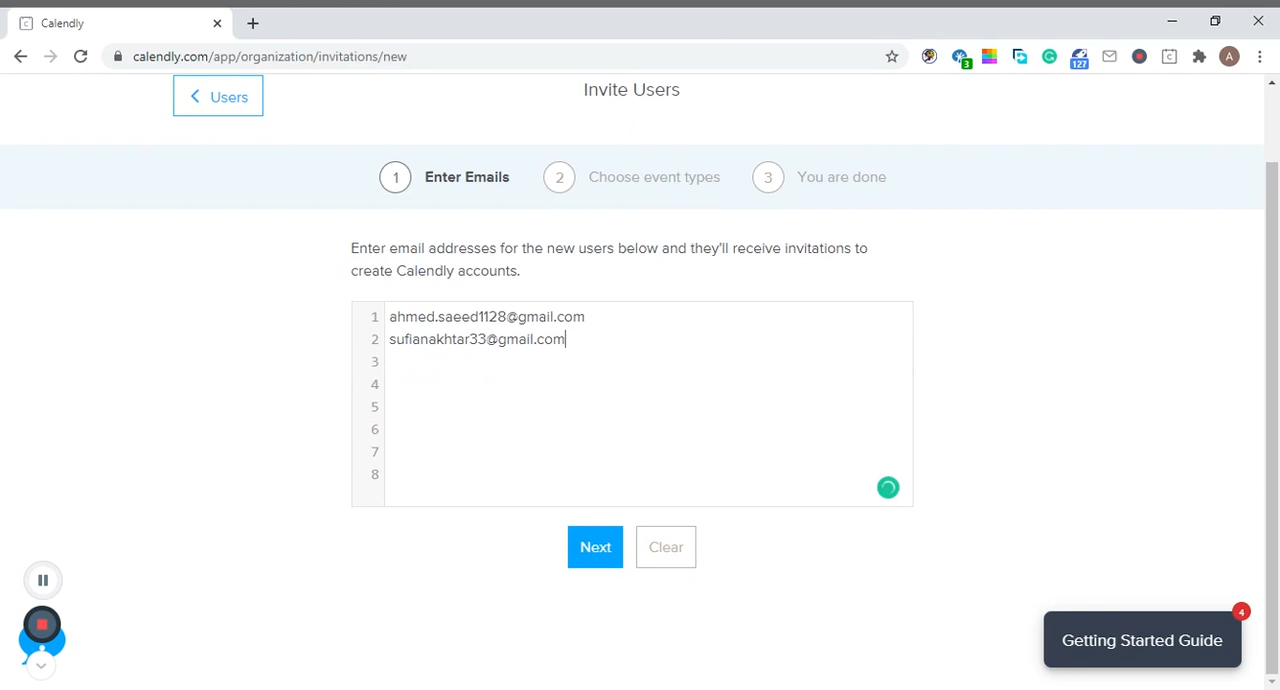 Calendly
calendly.com/app/organization/invitations/new
3
127
A
Users
Invite Users
1 Enter Emails 2 Choose event types 3 You are done
Enter email addresses for the new users below and they'll receive invitations to
create Calendly accounts.
1 ahmed.saeed1128@gmail.com
2 sufianakhtar33@gmail.com
3
4
5
6
7
8
Next Clear
4
Getting Started Guide